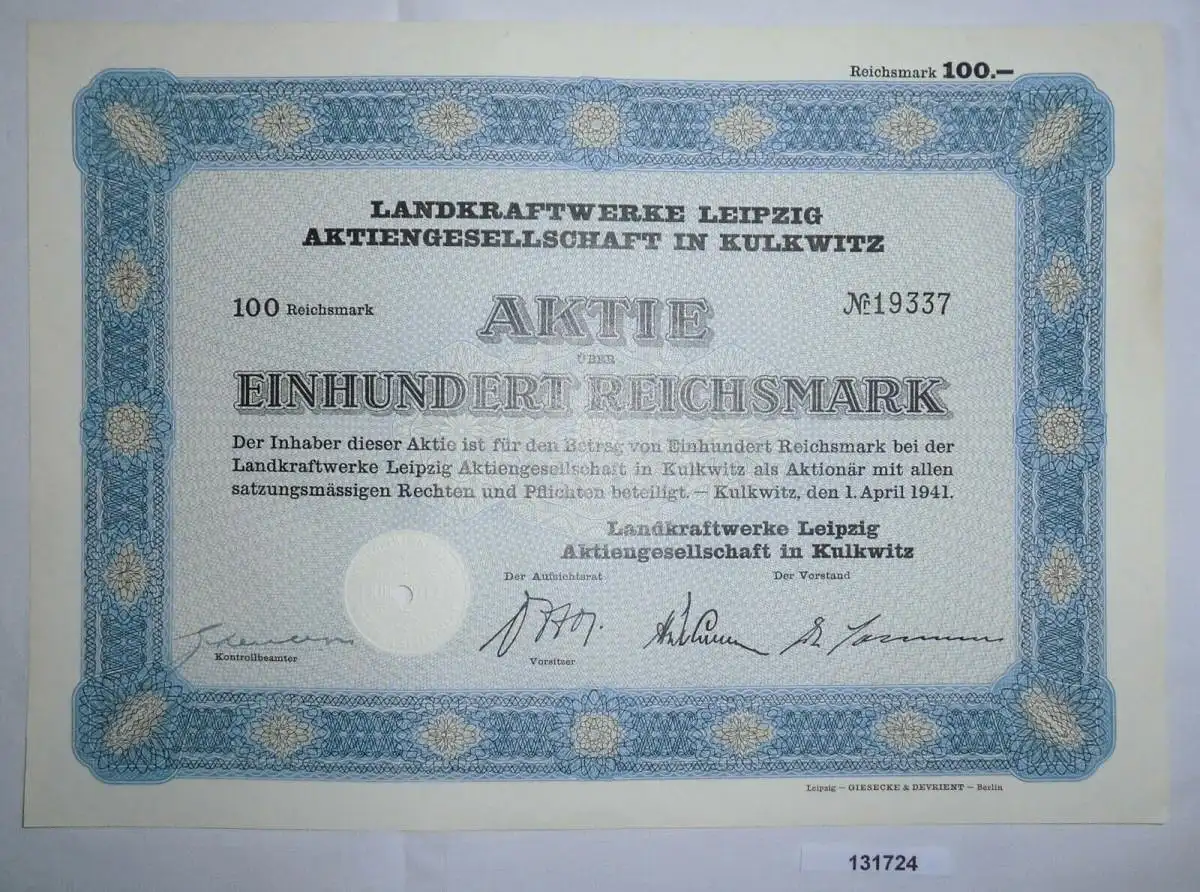 Reichsmark 100.—
LANDKRAFTWERKE LEIPZIG
AKTIENGESELLSCHAFT IN KULKWITZ
100 Reichsmark
AKTIE
№ 19337
ÜBER
EINHUNDERT REICHSMARK
Der Inhaber dieser Aktie ist für den Betrag von Einhundert Reichsmark bei der
Landkraftwerke Leipzig Aktiengesellschaft in Kulkwitz als Aktionär mit allen
satzungsmässigen Rechten und Pflichten beteiligt. — Kulkwitz, den 1. April 1941.
Landkraftwerke Leipzig
Aktiengesellschaft in Kulkwitz
Der Aufsichtsrat
Der Vorstand
Kontrollbeamter
Vorsitzer
Leipzig — GIESECKE & DEVRIENT — Berlin
131724